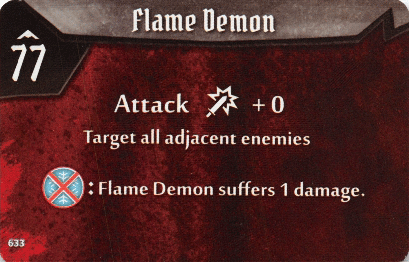 Flame Demon
77
Attack + 0
Target all adjacent enemies
: Flame Demon suffers 1 damage.
633